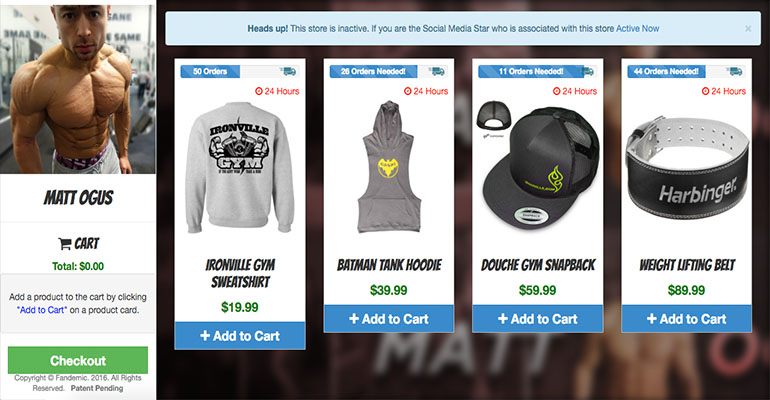 Heads up! This store is inactive. If you are the Social Media Star who is associated with this store Active Now ×
MATT OGUS
CART
Total: $0.00
Add a product to the cart by clicking
"Add to Cart" on a product card.
Checkout
Copyright © Fandemic. 2016. All Rights
Reserved. Patent Pending
50 Orders
24 Hours
IRONVILLE
GYM
IRONVILLE GYM
SWEATSHIRT
$19.99
+ Add to Cart
26 Orders Needed!
24 Hours
BATMAN TANK HOODIE
$39.99
+ Add to Cart
11 Orders Needed!
24 Hours
SNAPBACK
DOUCHE GYM SNAPBACK
$59.99
+ Add to Cart
44 Orders Needed!
24 Hours
Harbinger.
WEIGHT LIFTING BELT
$89.99
+ Add to Cart
MATT